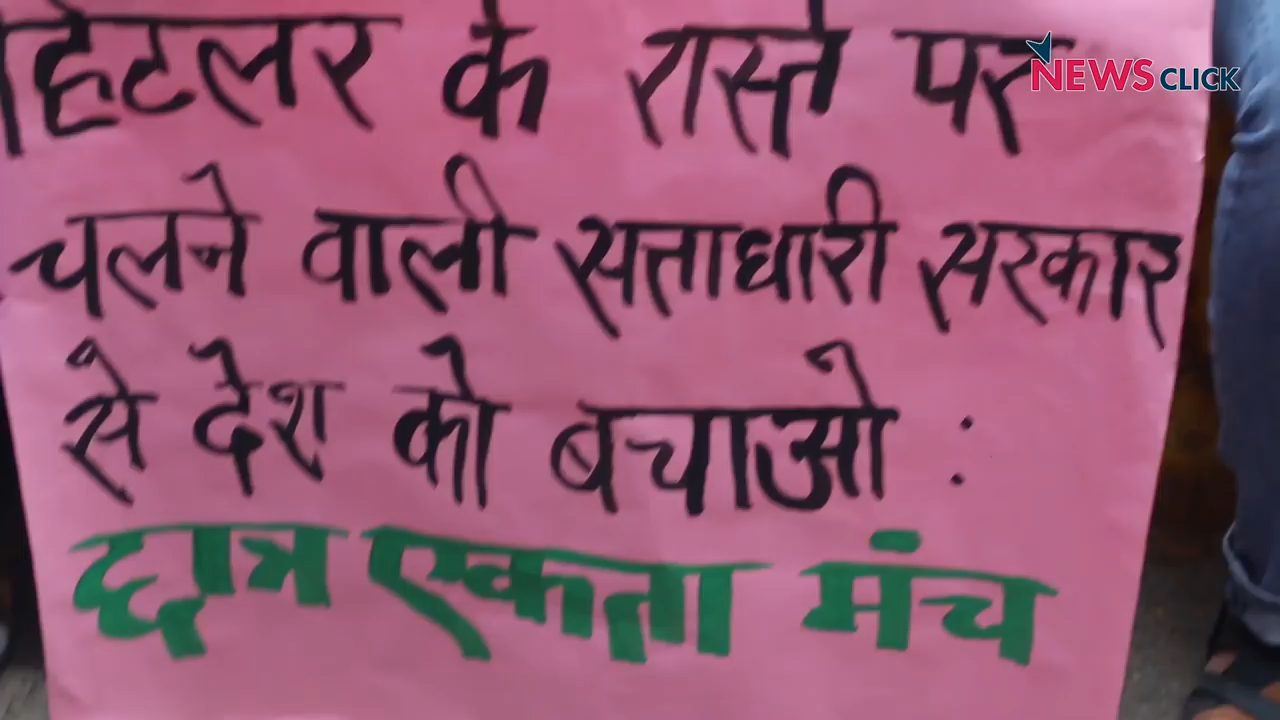 हिटलर के रास्ते पर
NEWSCLICK
चलने वाली सत्ताधारी सरकार
से देश को बचाओ :
छात्र एकता मंच